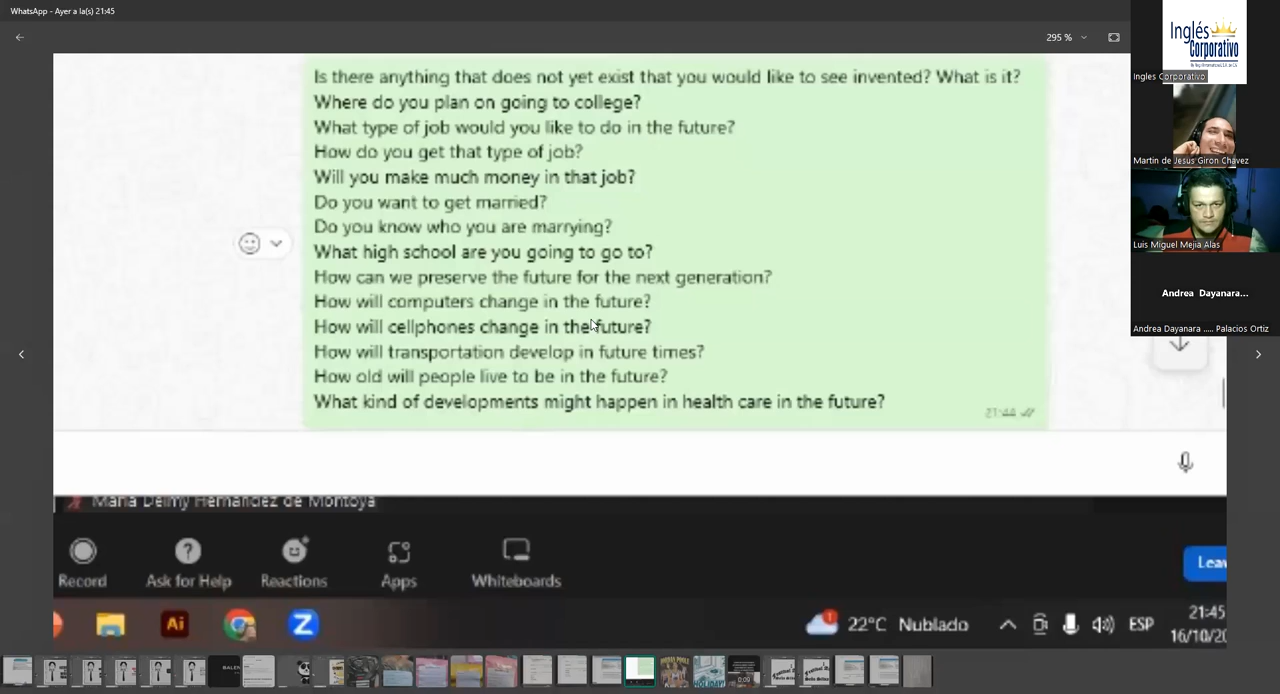 WhatsApp - Ayer a la(s) 21:45
295 %
Is there anything that does not yet exist that you would like to see invented? What is it?
Where do you plan on going to college?
What type of job would you like to do in the future?
How do you get that type of job?
Will you make much money in that job?
Do you want to get married?
Do you know who you are marrying?
What high school are you going to go to?
How can we preserve the future for the next generation?
How will computers change in the future?
How will cellphones change in the future?
How will transportation develop in future times?
How old will people live to be in the future?
What kind of developments might happen in health care in the future?
21:44
Inglés
Corporativo
Ingles Corporativo
Martin de Jesus Giron Chavez
Luis Miguel Mejia Alas
Andrea Dayanara...
Andrea Dayanara ..... Palacios Ortiz
Maria Delmy Hernandez de Montoya
Record
Ask for Help
Reactions
Apps
Whiteboards
Leav
Ai
22°C Nublado
ESP
21:45
16/10/20